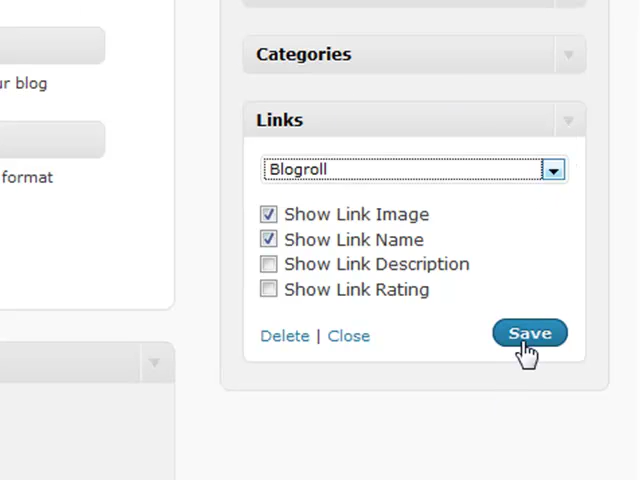 Categories
ur blog
Links
format
Blogroll
Show Link Image
Show Link Name
Show Link Description
Show Link Rating
Delete | Close
Save